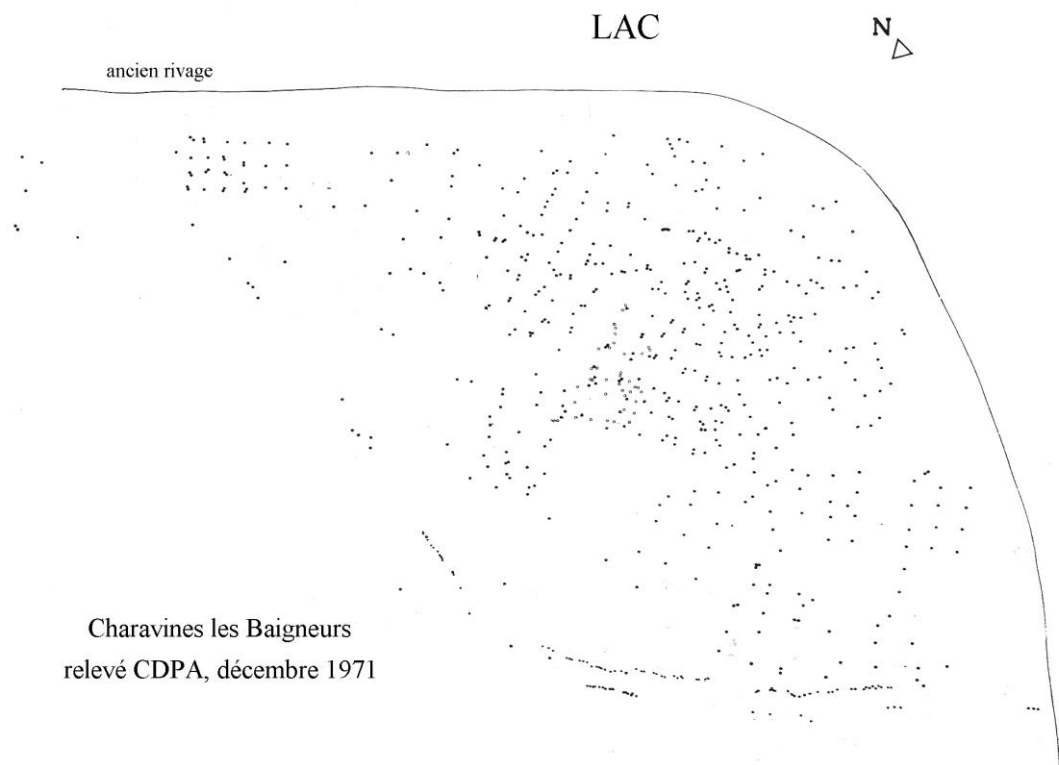 LAC
N
ancien rivage
Charavines les Baigneurs
relevé CDPA, décembre 1971